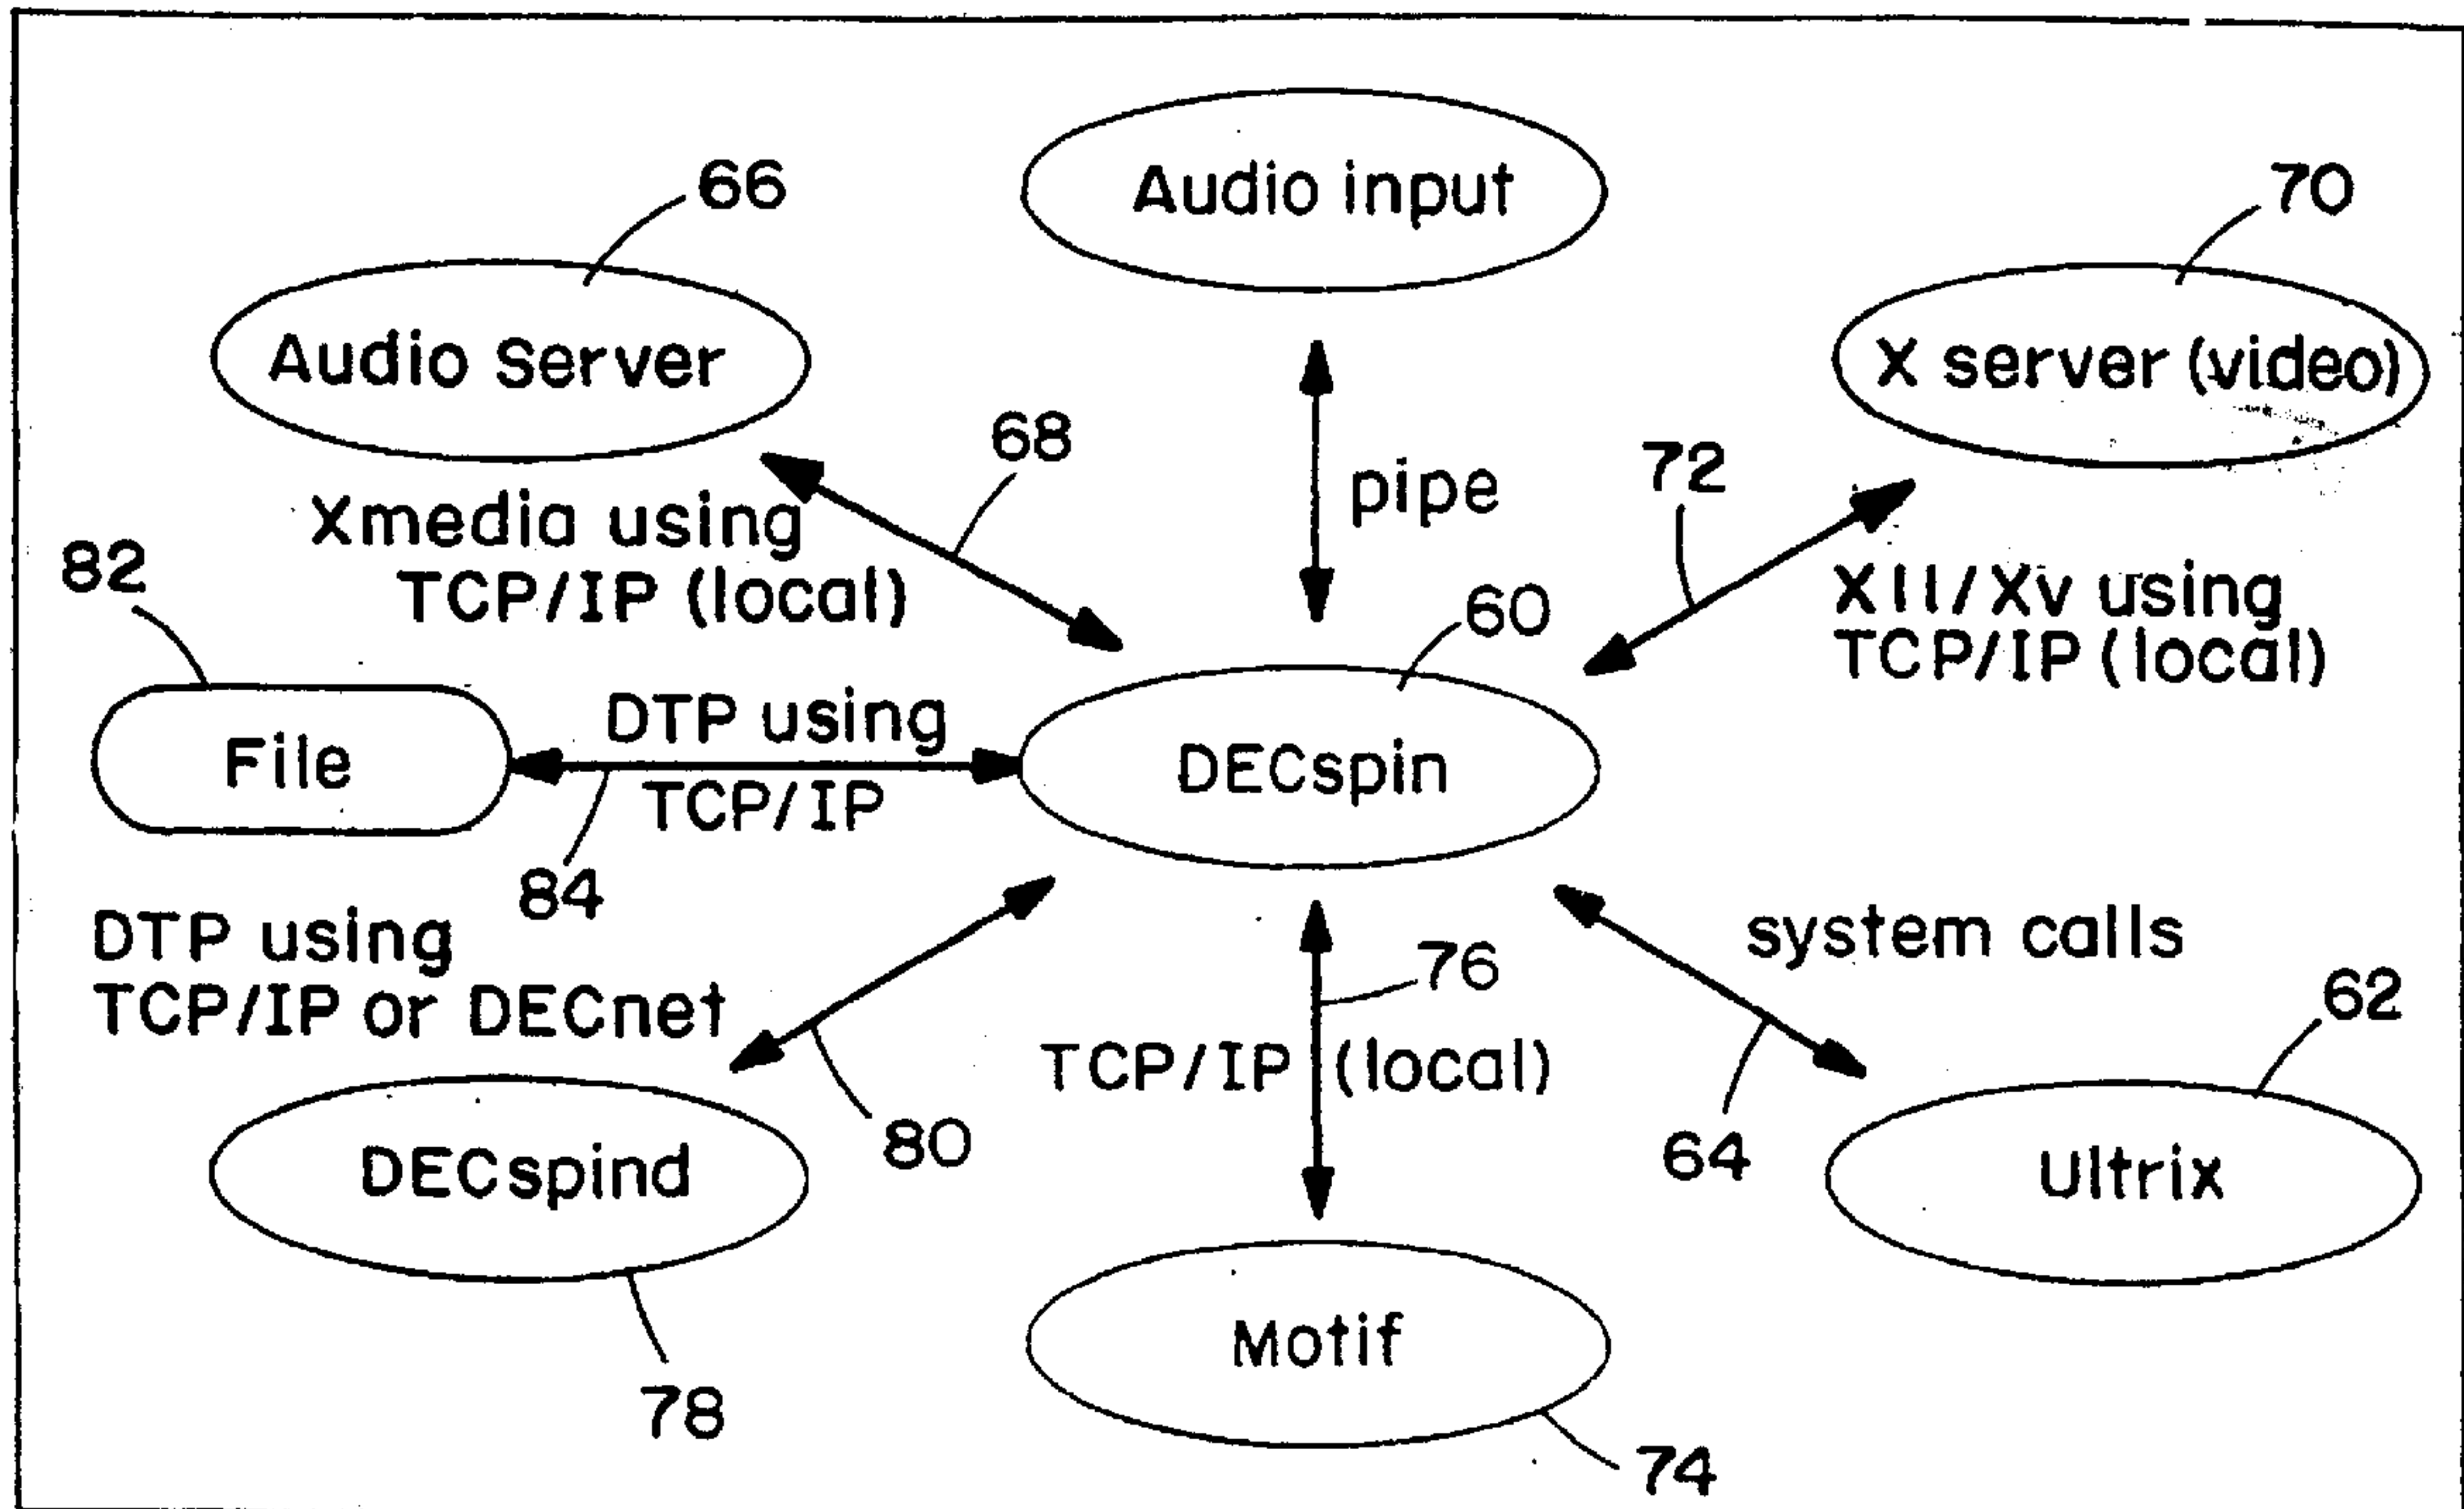 Audio input
66
70
Audio Server
X server (video)
68
pipe
72
Xmedia using
TCP/IP (local)
82
60
X11/Xv using
TCP/IP (local)
File
DTP using
TCP/IP
DECspin
84
DTP using
TCP/IP or DECnet
76
system calls
62
TCP/IP (local)
80
64
DECspind
Ultrix
78
Motif
74